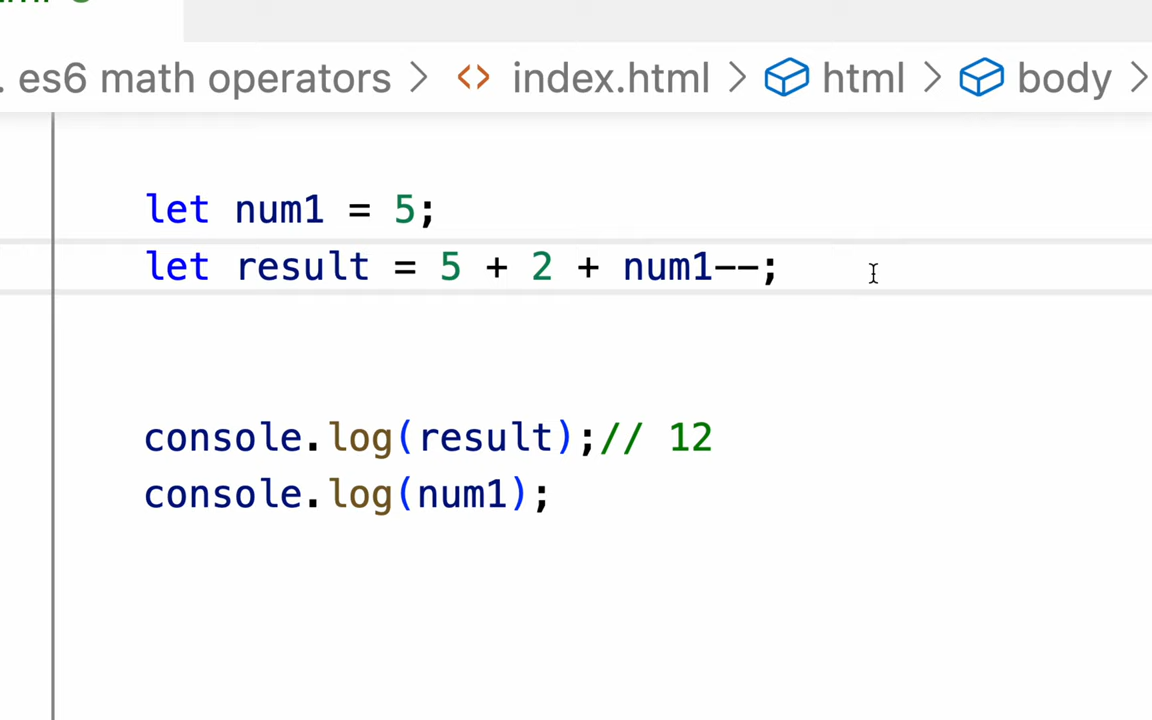 . es6 math operators > <> index.html > html > body >
let num1 = 5;
let result = 5 + 2 + num1--;
console.log(result);// 12
console.log(num1);